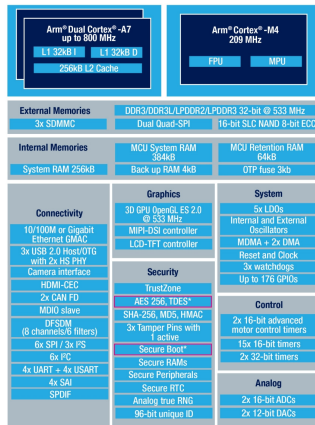 Arm® Dual Cortex® -A7
up to 800 MHz
L1 32kB I
L1 32kB D
256kB L2 Cache
Arm® Cortex® -M4
209 MHz
FPU
MPU
External Memories
DDR3/DDR3L/LPDDR2/LPDDR3 32-bit @ 533 MHz
3x SDMMC
Dual Quad-SPI
16-bit SLC NAND 8-bit ECC
Internal Memories
MCU System RAM
384kB
MCU Retention RAM
64kB
System RAM 256kB
Back up RAM 4kB
OTP fuse 3kb
Connectivity
10/100M or Gigabit
Ethernet GMAC
3x USB 2.0 Host/OTG
with 2x HS PHY
Camera interface
HDMI-CEC
2x CAN FD
MDIO slave
DFSDM
(8 channels/6 filters)
6x SPI / 3x I²S
6x I²C
4x UART + 4x USART
4x SAI
SPDIF
Graphics
3D GPU OpenGL ES 2.0
@ 533 MHz
MIPI-DSI controller
LCD-TFT controller
Security
TrustZone
AES 256, TDES*
SHA-256, MD5, HMAC
3x Tamper Pins with
1 active
Secure Boot*
Secure RAMs
Secure Peripherals
Secure RTC
Analog true RNG
96-bit unique ID
System
5x LDOs
Internal and External
Oscillators
MDMA + 2x DMA
Reset and Clock
3x watchdogs
Up to 176 GPIOs
Control
2x 16-bit advanced
motor control timers
15x 16-bit timers
2x 32-bit timers
Analog
2x 16-bit ADCs
2x 12-bit DACs